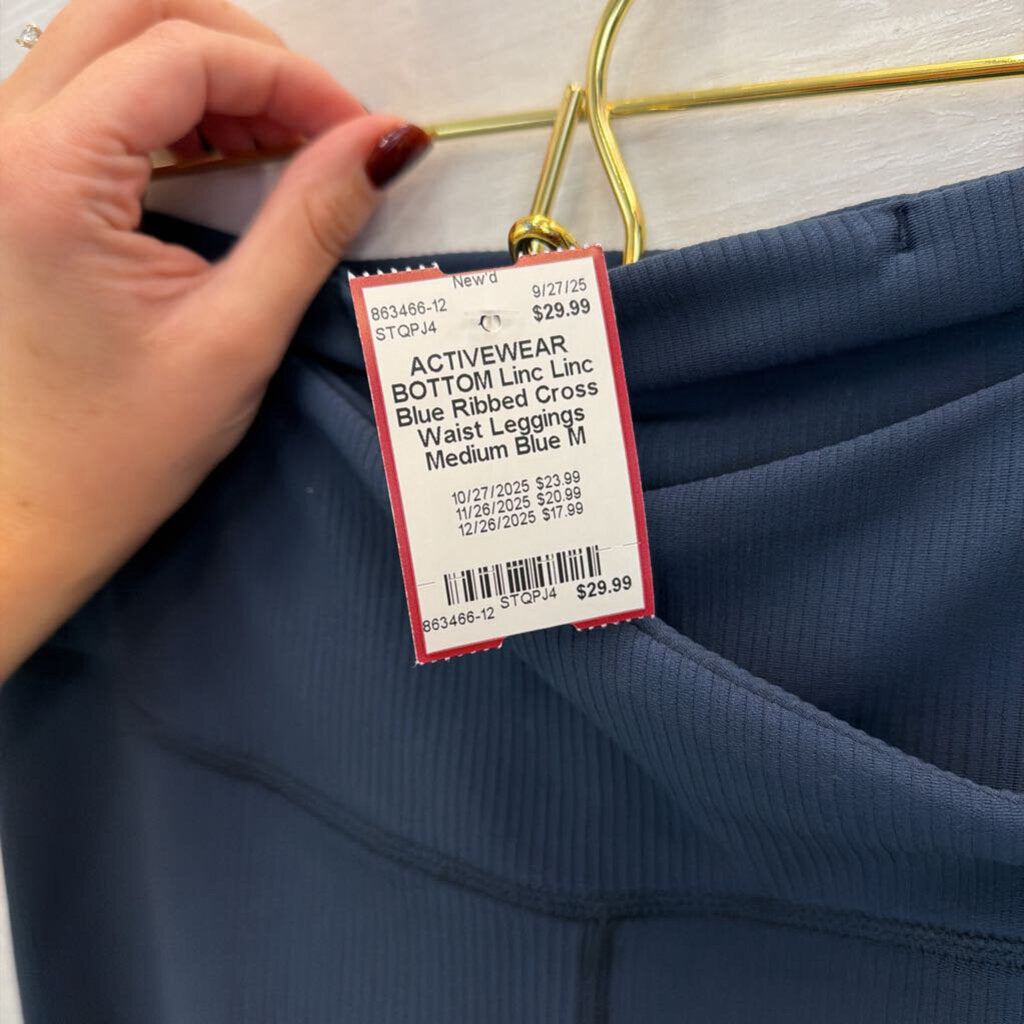 New'd
863466-12 9/27/25
STQPJ4 $29.99
ACTIVEWEAR
BOTTOM Linc Linc
Blue Ribbed Cross
Waist Leggings
Medium Blue M
10/27/2025 $23.99
11/26/2025 $20.99
12/26/2025 $17.99
863466-12 STQPJ4 $29.99